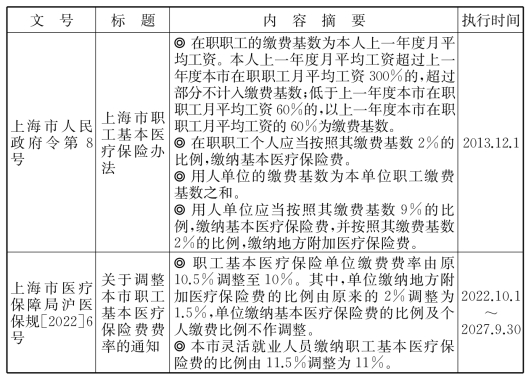 文 号
标 题
内 容 摘 要
执行时间
上海市人民
政府令第 8
号
上海市职
工基本医
疗保险办
法
◎ 在职职工的缴费基数为本人上一年度月平
均工资。本人上一年度月平均工资超过上一
年度本市在职职工月平均工资 300%的,超过
部分不计入缴费基数;低于上一年度本市在职
职工月平均工资 60%的,以上一年度本市在职
职工月平均工资的 60%为缴费基数。
◎ 在职职工个人应当按照其缴费基数 2%的
比例,缴纳基本医疗保险费。
◎ 用人单位的缴费基数为本单位职工缴费
基数之和。
◎ 用人单位应当按照其缴费基数 9%的比
例,缴纳基本医疗保险费,并按照其缴费基数
2%的比例,缴纳地方附加医疗保险费。
2013.12.1
上海市医疗
保障局沪医
保规[2022]6
号
关于调整
本市职工
基本医疗
保险费费
率的通知
◎ 职工基本医疗保险单位缴费费率由原
10.5%调整至 10%。其中,单位缴纳地方附
加医疗保险费的比例由原来的 2%调整为
1.5%,单位缴纳基本医疗保险费的比例及个
人缴费比例不作调整。
◎ 本市灵活就业人员缴纳职工基本医疗保
险费的比例由 11.5%调整为 11%。
2022.10.1
~
2027.9.30